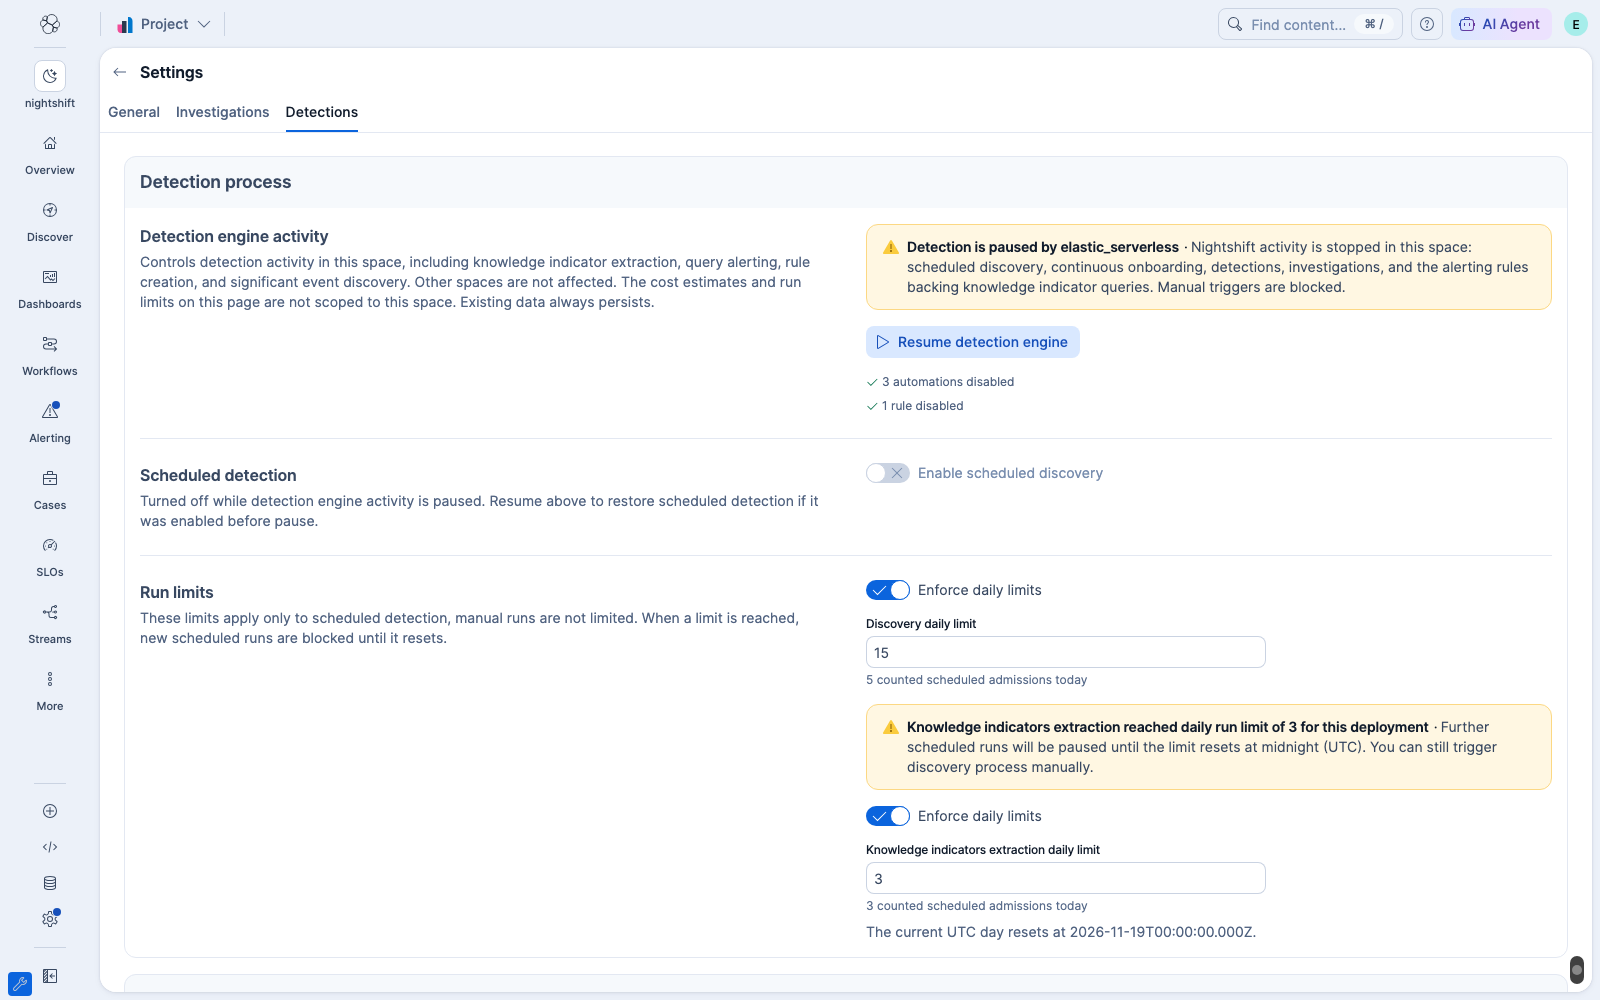 Project
Find content...
⌘ /
AI Agent
E
nightshift
Overview
Discover
Dashboards
Workflows
Alerting
Cases
SLOs
Streams
More
Settings
General
Investigations
Detections
Detection process
Detection engine activity
Controls detection activity in this space, including knowledge indicator extraction, query alerting, rule
creation, and significant event discovery. Other spaces are not affected. The cost estimates and run
limits on this page are not scoped to this space. Existing data always persists.
Detection is paused by elastic_serverless · Nightshift activity is stopped in this space:
scheduled discovery, continuous onboarding, detections, investigations, and the alerting rules
backing knowledge indicator queries. Manual triggers are blocked.
Resume detection engine
3 automations disabled
1 rule disabled
Scheduled detection
Turned off while detection engine activity is paused. Resume above to restore scheduled detection if it
was enabled before pause.
Enable scheduled discovery
Run limits
These limits apply only to scheduled detection, manual runs are not limited. When a limit is reached,
new scheduled runs are blocked until it resets.
Enforce daily limits
Discovery daily limit
15
5 counted scheduled admissions today
Knowledge indicators extraction reached daily run limit of 3 for this deployment · Further
scheduled runs will be paused until the limit resets at midnight (UTC). You can still trigger
discovery process manually.
Enforce daily limits
Knowledge indicators extraction daily limit
3
3 counted scheduled admissions today
The current UTC day resets at 2026-11-19T00:00:00.000Z.